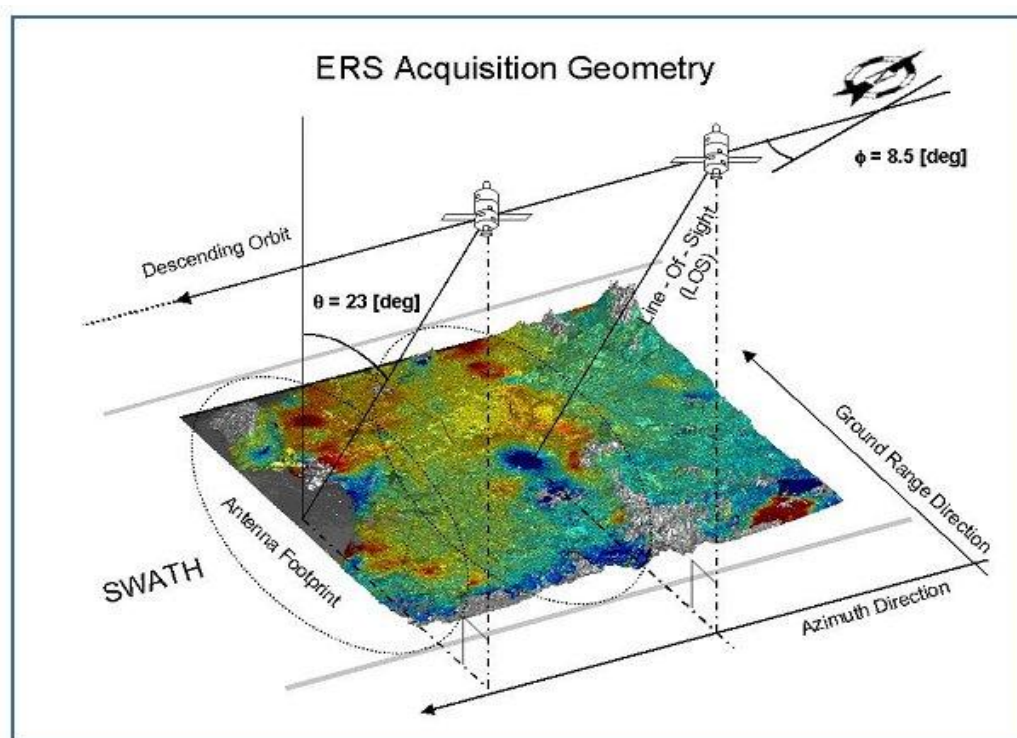 ERS Acquisition Geometry
ϕ = 8.5 [deg]
Descending Orbit
θ = 23 [deg]
Line - Of - Sight
(LOS)
Ground Range Direction
Antenna Footprint
SWATH
Azimuth Direction